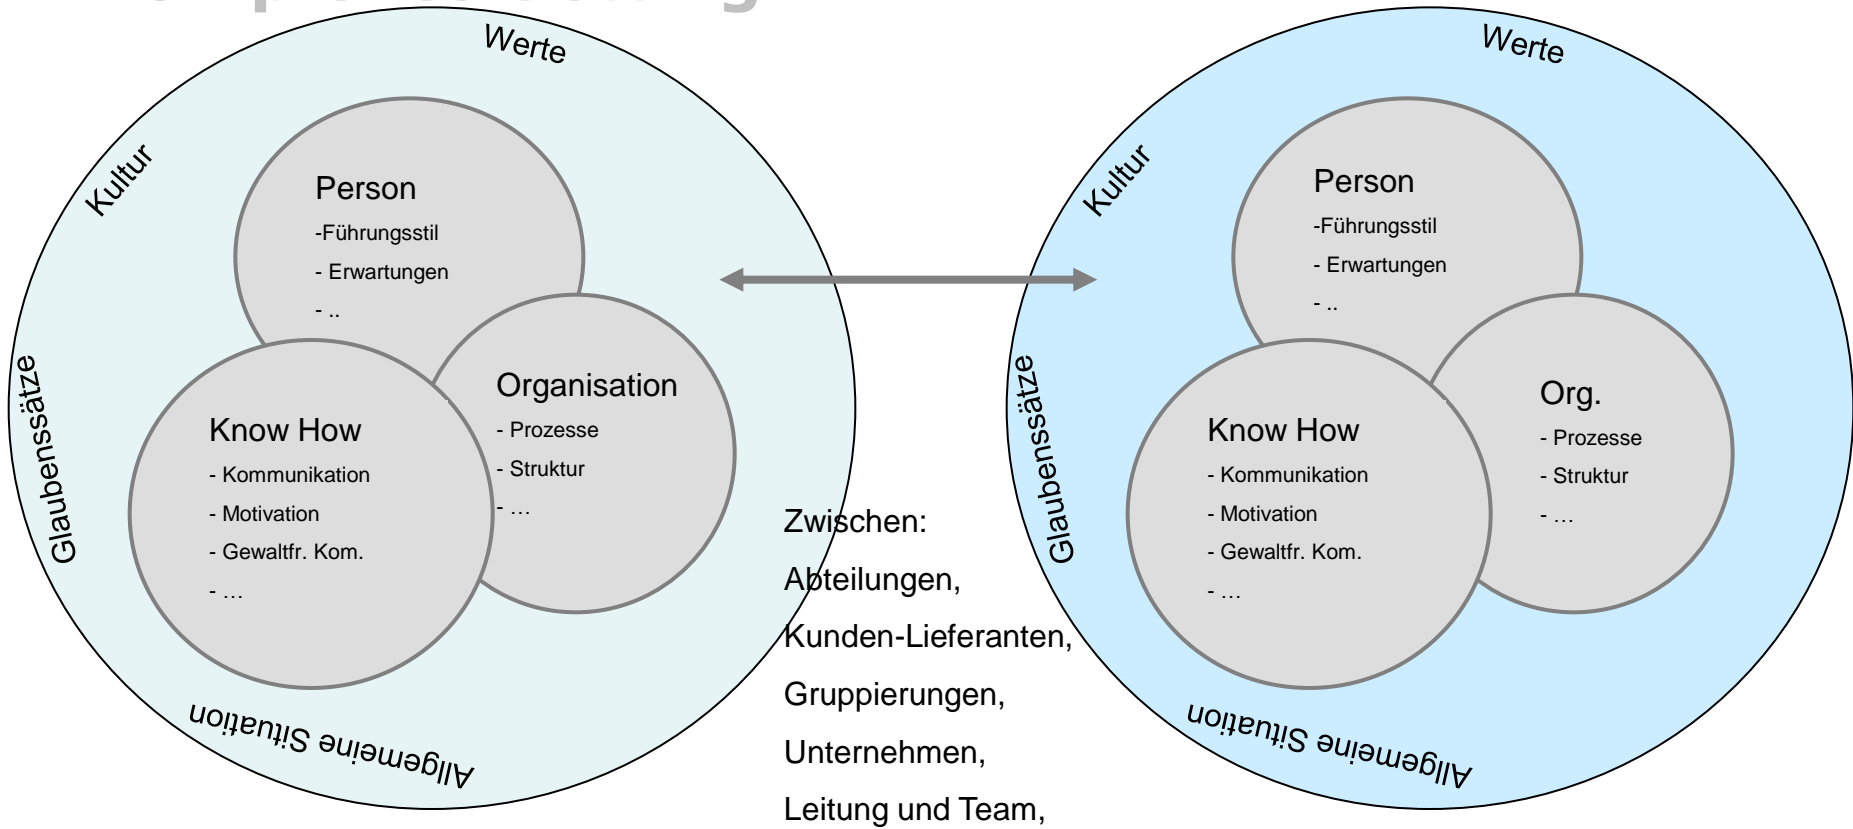 Werte
Kultur
Person
-Führungsstil
- Erwartungen
- ..
Glaubenssätze
Organisation
- Prozesse
- Struktur
- …
Know How
- Kommunikation
- Motivation
- Gewaltfr. Kom.
- …
Allgemeine Situation
Zwischen:
Abteilungen,
Kunden-Lieferanten,
Gruppierungen,
Unternehmen,
Leitung und Team,
Werte
Kultur
Person
-Führungsstil
- Erwartungen
- ..
Glaubenssätze
Org.
- Prozesse
- Struktur
- …
Know How
- Kommunikation
- Motivation
- Gewaltfr. Kom.
- …
Allgemeine Situation